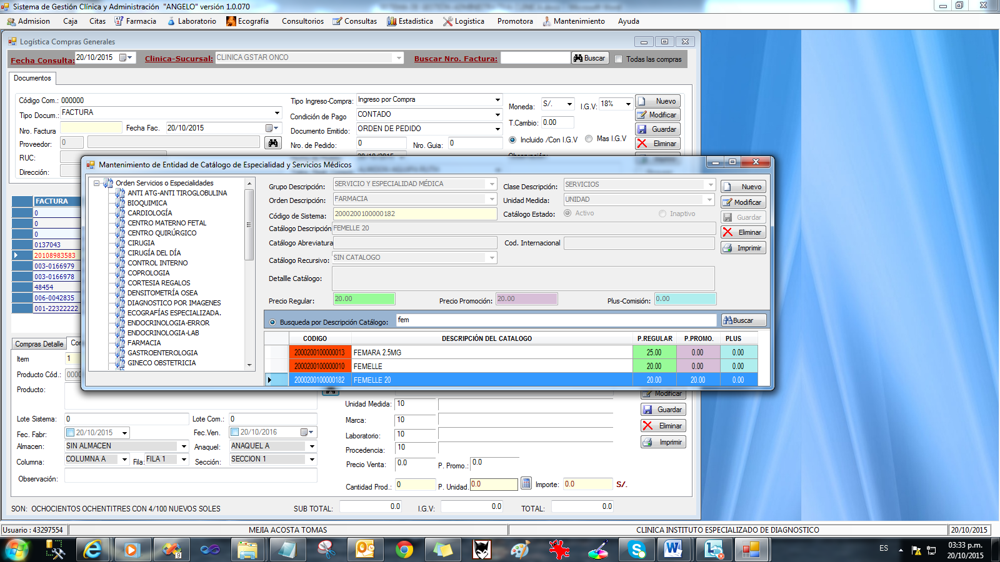 Sistema de Gestión Clínica y Administración "ANGELO" versión 1.0.070
Admision Caja Citas Farmacia Laboratorio Ecografía Consultorios Consultas Estadistica Logistica Promotora Mantenimiento Ayuda
Logística Compras Generales
Fecha Consulta: 20/10/2015 Clinica-Sucursal: CLINICA GSTAR ONCO Buscar Nro. Factura: Buscar Todas las compras
Documentos
Código Com.: 000000 Tipo Ingreso-Compra: Ingreso por Compra Moneda: S/. I.G.V: 18% Nuevo
Tipo Docum.: FACTURA Condición de Pago CONTADO T.Cambio: 0.00 Modificar
Nro. Factura Fecha Fac. 20/10/2015 Documento Emitido: ORDEN DE PEDIDO Guardar
Proveedor: 0 Nro. de Pedido: 0 Nro. Guia: 0 Incluido /Con I.G.V Mas I.G.V Eliminar
RUC:
Dirección:
FACTURA
0
0
0
0137043
20108983583
003-0166979
003-0166978
48454
006-0042835
001-22322222
Mantenimiento de Entidad de Catálogo de Especialidad y Servicios Médicos
Orden Servicios o Especialidades
ANTI ATG-ANTI TIROGLOBULINA
BIOQUIMICA
CARDIOLOGÍA
CENTRO MATERNO FETAL
CENTRO QUIRÚRGICO
CIRUGIA
CIRUGÍA DEL DÍA
CONTROL INTERNO
COPROLOGIA
CORTESIA REGALOS
DENSITOMETRÍA OSEA
DIAGNOSTICO POR IMAGENES
ECOGRAFÍAS ESPECIALIZADA.
ENDOCRINOLOGIA-ERROR
ENDOCRINOLOGIA-LAB
FARMACIA
GASTROENTEROLOGIA
GINECO OBSTETRICIA
Grupo Descripción: SERVICIO Y ESPECIALIDAD MÉDICA Clase Descripción: SERVICIOS Nuevo
Orden Descripción: FARMACIA Unidad Medida: UNIDAD Modificar
Código de Sistema: 2000200100000182 Catálogo Estado: Activo Inaptivo Guardar
Catálogo Descripción FEMELLE 20 Eliminar
Catálogo Abreviatura Cod. Internacional Imprimir
Catálogo Recursivo: SIN CATALOGO
Detallle Catálogo:
Precio Regular: 20.00 Precio Promoción: 20.00 Plus-Comisión: 0.00
Busqueda por Descripción Catálogo: fem Buscar
CODIGO DESCRIPCIÓN DEL CATALOGO P.REGULAR P.PROMO. PLUS
2000200100000013 FEMARA 2.5MG 25.00 0.00 0.00
2000200100000010 FEMELLE 20.00 0.00 0.00
2000200100000182 FEMELLE 20 20.00 20.00 0.00
Compras Detalle
Item 1
Producto Cód.:
Producto: Modificar
Unidad Medida: 10 Guardar
Lote Sistema: 0 Lote Com.: 0 Marca: 10 Eliminar
Fec. Fabr: 20/10/2015 Fec.Ven. 20/10/2016 Laboratorio: 10 Imprimir
Almacen: SIN ALMACEN Anaquel: ANAQUEL A Procedencia: 10
Columna: COLUMNA A Fila: FILA 1 Sección: SECCION 1 Precio Venta: 0.0 P. Promo.: 0.0
Observación: Cantidad Prod.: 0 P. Unidad. 0.0 Importe: 0.0 S/.
SON: OCHOCIENTOS OCHENTITRES CON 4/100 NUEVOS SOLES SUB TOTAL: 0.0 I.G.V: 0.0 TOTAL: 0.0
Usuario : 43297554 MEJIA ACOSTA TOMAS CLINICA INSTITUTO ESPECIALIZADO DE DIAGNOSTICO 20/10/2015
ES 03:33 p.m.
20/10/2015